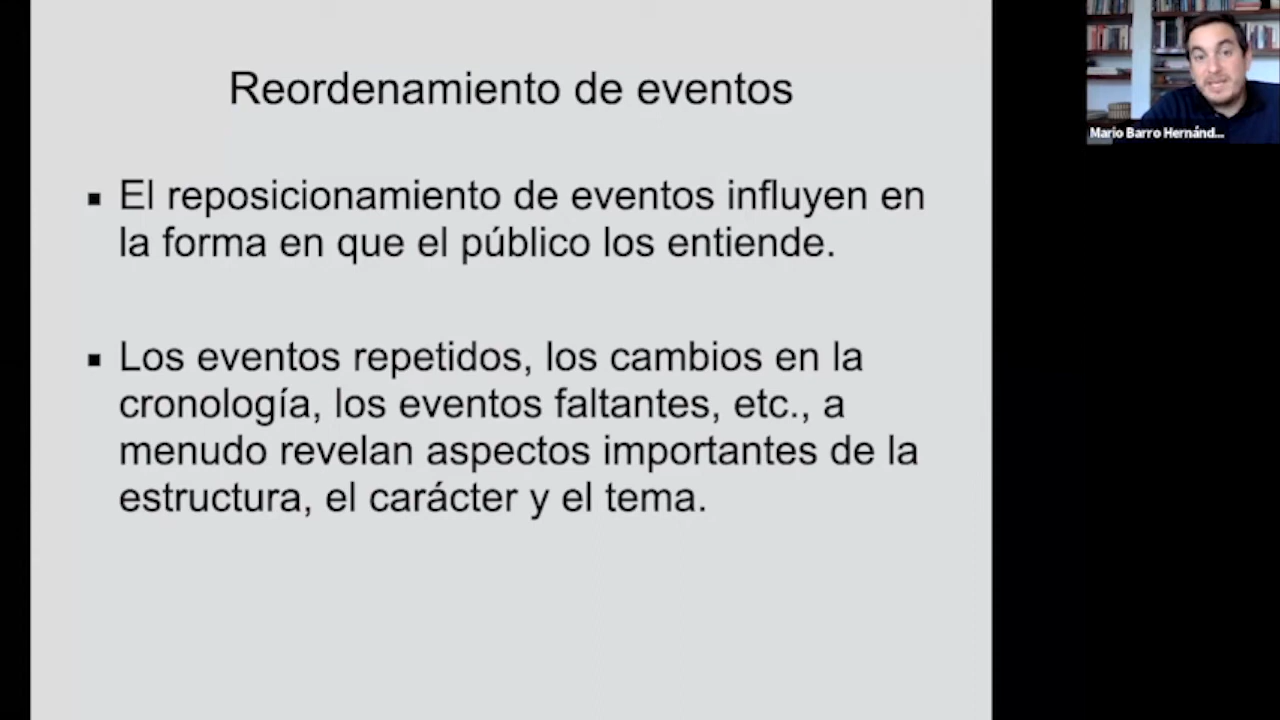 Reordenamiento de eventos
▪ El reposicionamiento de eventos influyen en
la forma en que el público los entiende.
▪ Los eventos repetidos, los cambios en la
cronología, los eventos faltantes, etc., a
menudo revelan aspectos importantes de la
estructura, el carácter y el tema.
Mario Barro Hernánd...